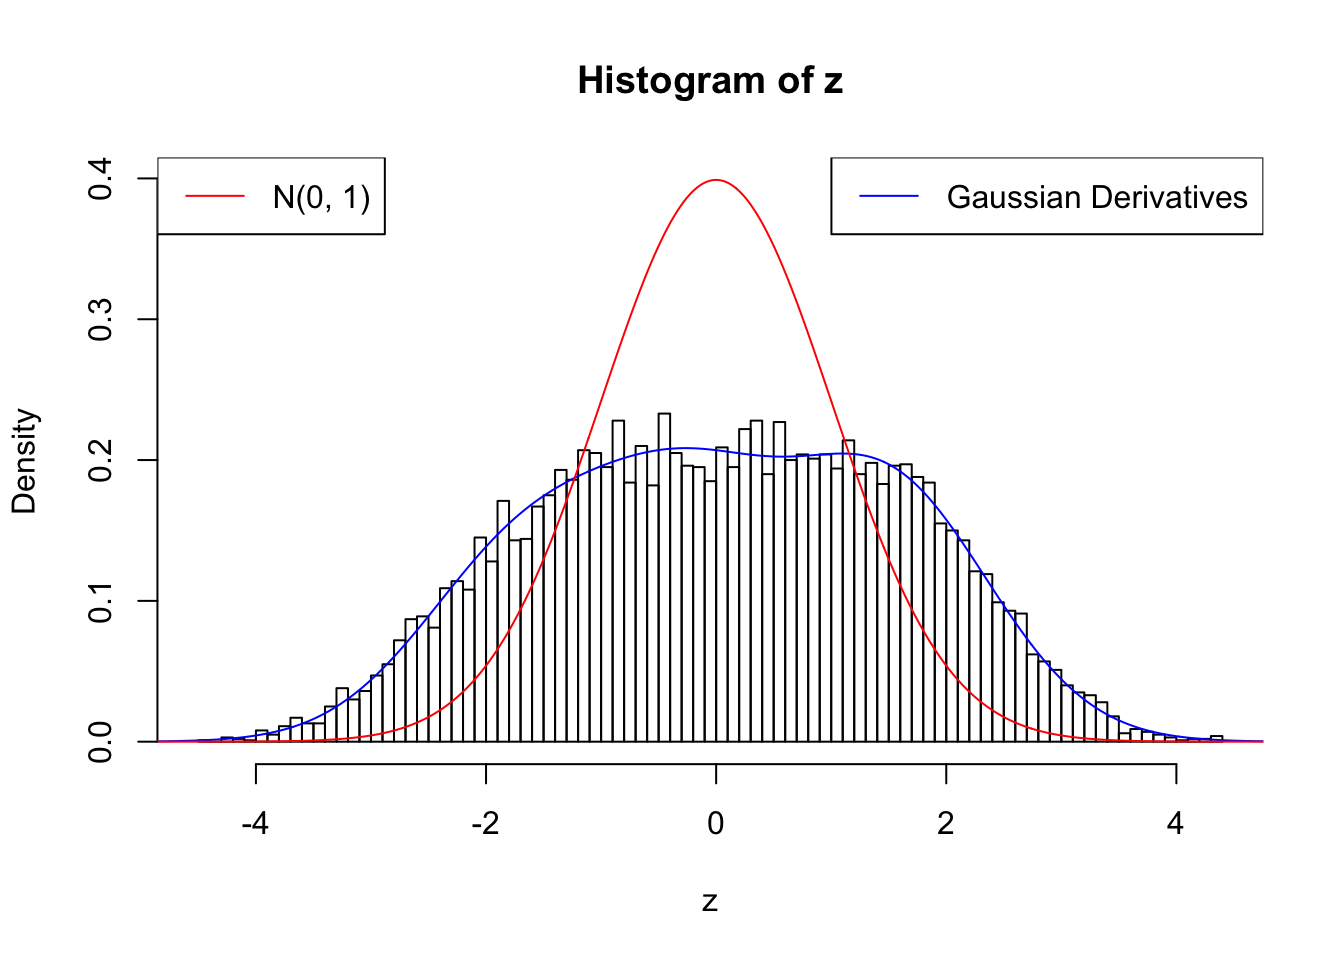 Histogram of z
N(0, 1)
Gaussian Derivatives
Density
0.4
0.3
0.2
0.1
0.0
-4 -2 0 2 4
z